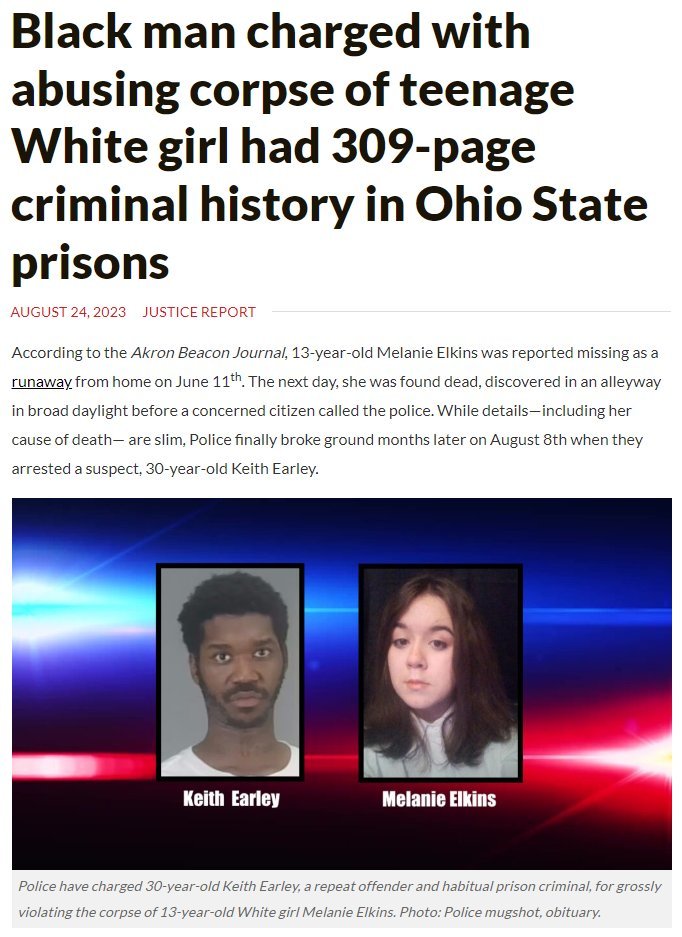 Black man charged with
abusing corpse of teenage
White girl had 309-page
criminal history in Ohio State
prisons
AUGUST 24, 2023 JUSTICE REPORT
According to the Akron Beacon Journal, 13-year-old Melanie Elkins was reported missing as a
runaway from home on June 11th. The next day, she was found dead, discovered in an alleyway
in broad daylight before a concerned citizen called the police. While details—including her
cause of death— are slim, Police finally broke ground months later on August 8th when they
arrested a suspect, 30-year-old Keith Earley.
Keith Earley
Melanie Elkins
Police have charged 30-year-old Keith Earley, a repeat offender and habitual prison criminal, for grossly
violating the corpse of 13-year-old White girl Melanie Elkins. Photo: Police mugshot, obituary.